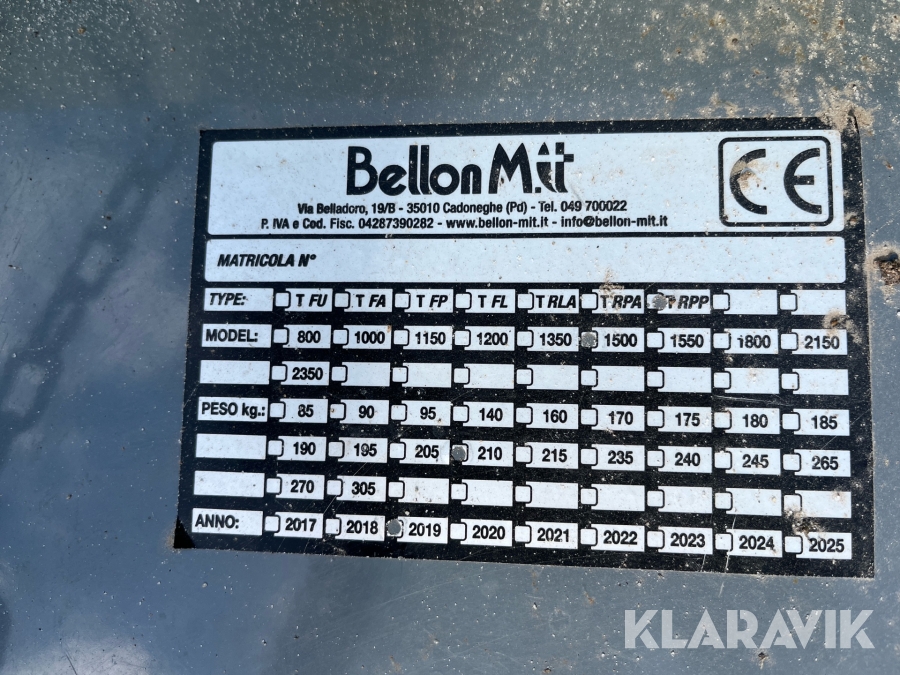 Bellon M.it
CE
Via Belladoro, 19/B - 35010 Cadoneghe (Pd) - Tel. 049 700022
P. IVA e Cod. Fisc. 04287390282 - www.bellon-mit.it - info@bellon-mit.it
MATRICOLA N°
TYPE: T FU T FA T FP T FL T RLA T RPA T RPP
MODEL: 800 1000 1150 1200 1350 1500 1550 1800 2150
2350
PESO kg.: 85 90 95 140 160 170 175 180 185
190 195 205 210 215 235 240 245 265
270 305
ANNO: 2017 2018 2019 2020 2021 2022 2023 2024 2025
KLARAVIK